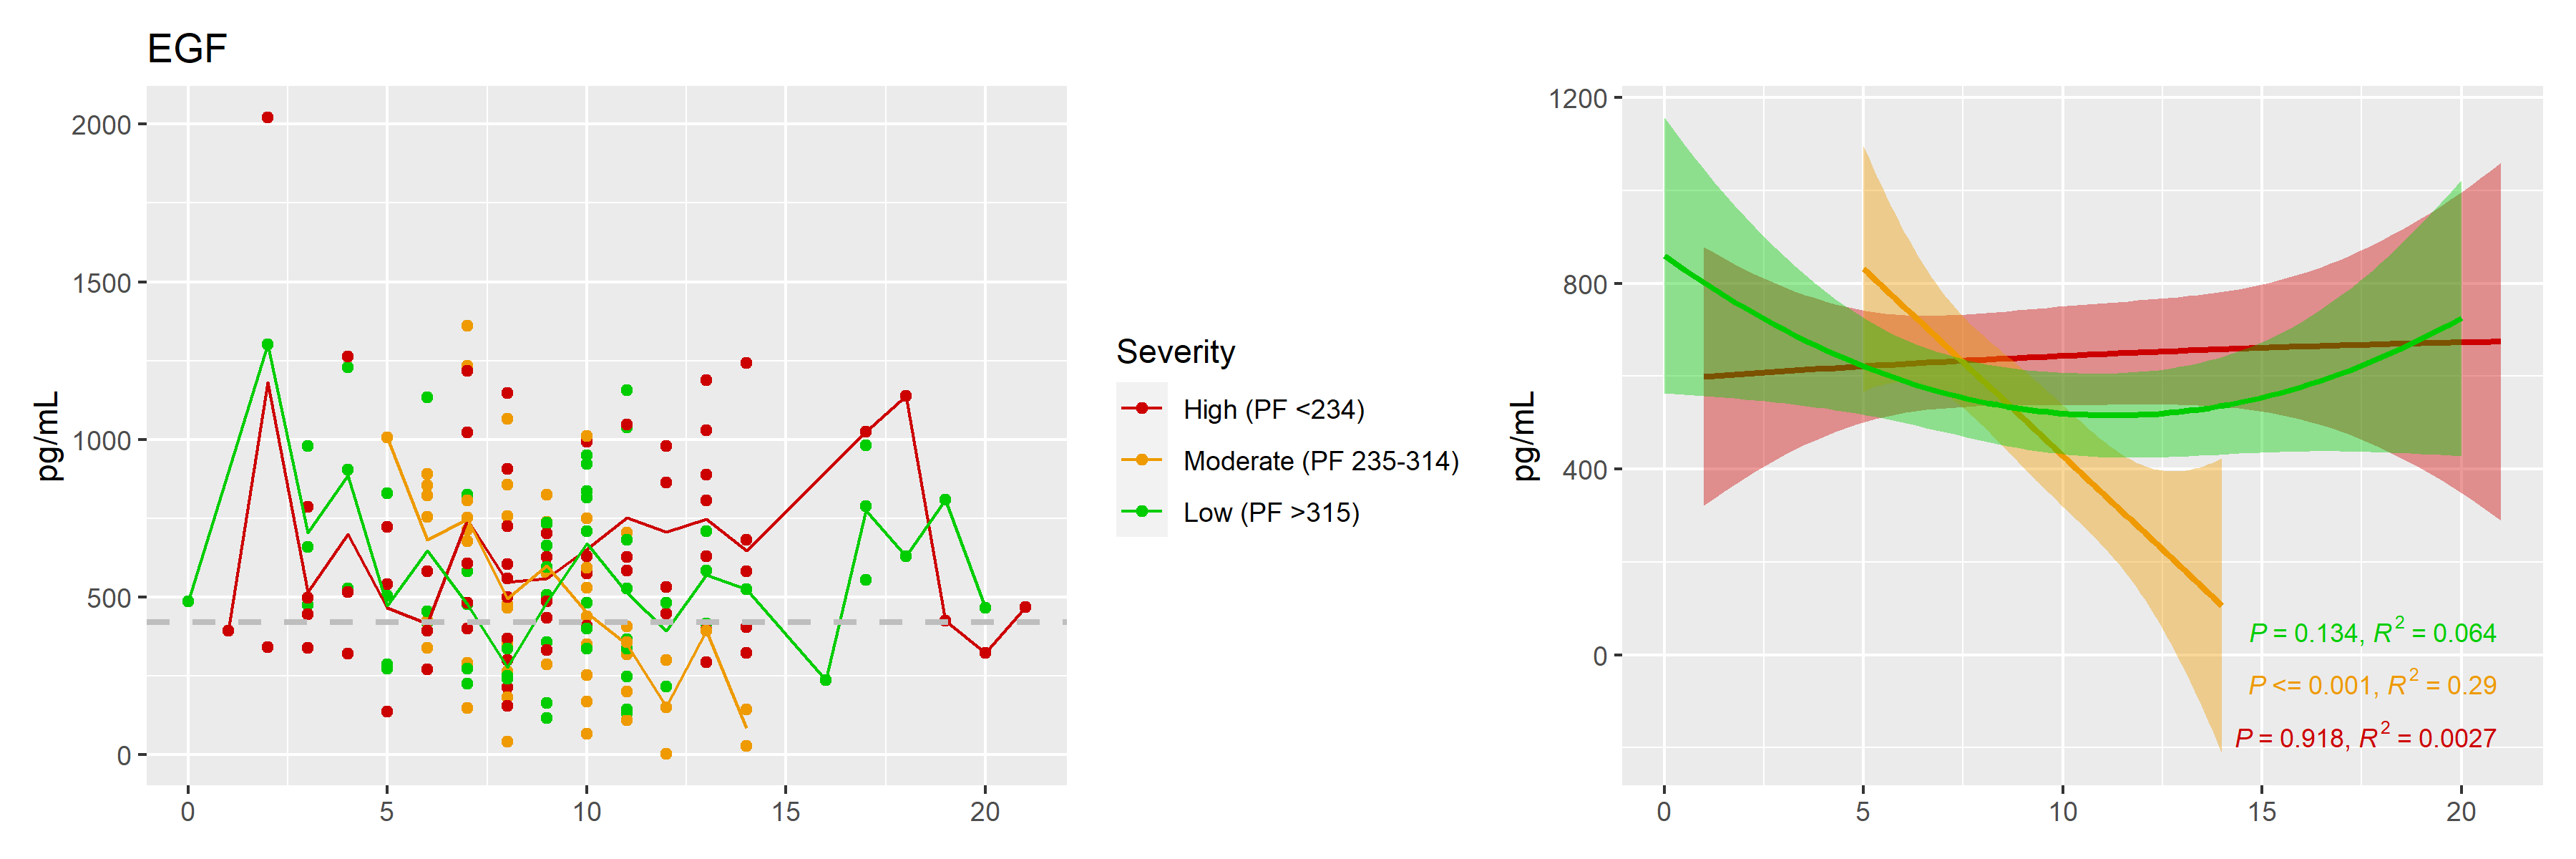 EGF
pg/mL
2000
1500
1000
500
0
0 5 10 15 20
Severity
High (PF <234)
Moderate (PF 235-314)
Low (PF >315)
pg/mL
1200
800
400
0
P = 0.134, R² = 0.064
P <= 0.001, R² = 0.29
P = 0.918, R² = 0.0027
0 5 10 15 20